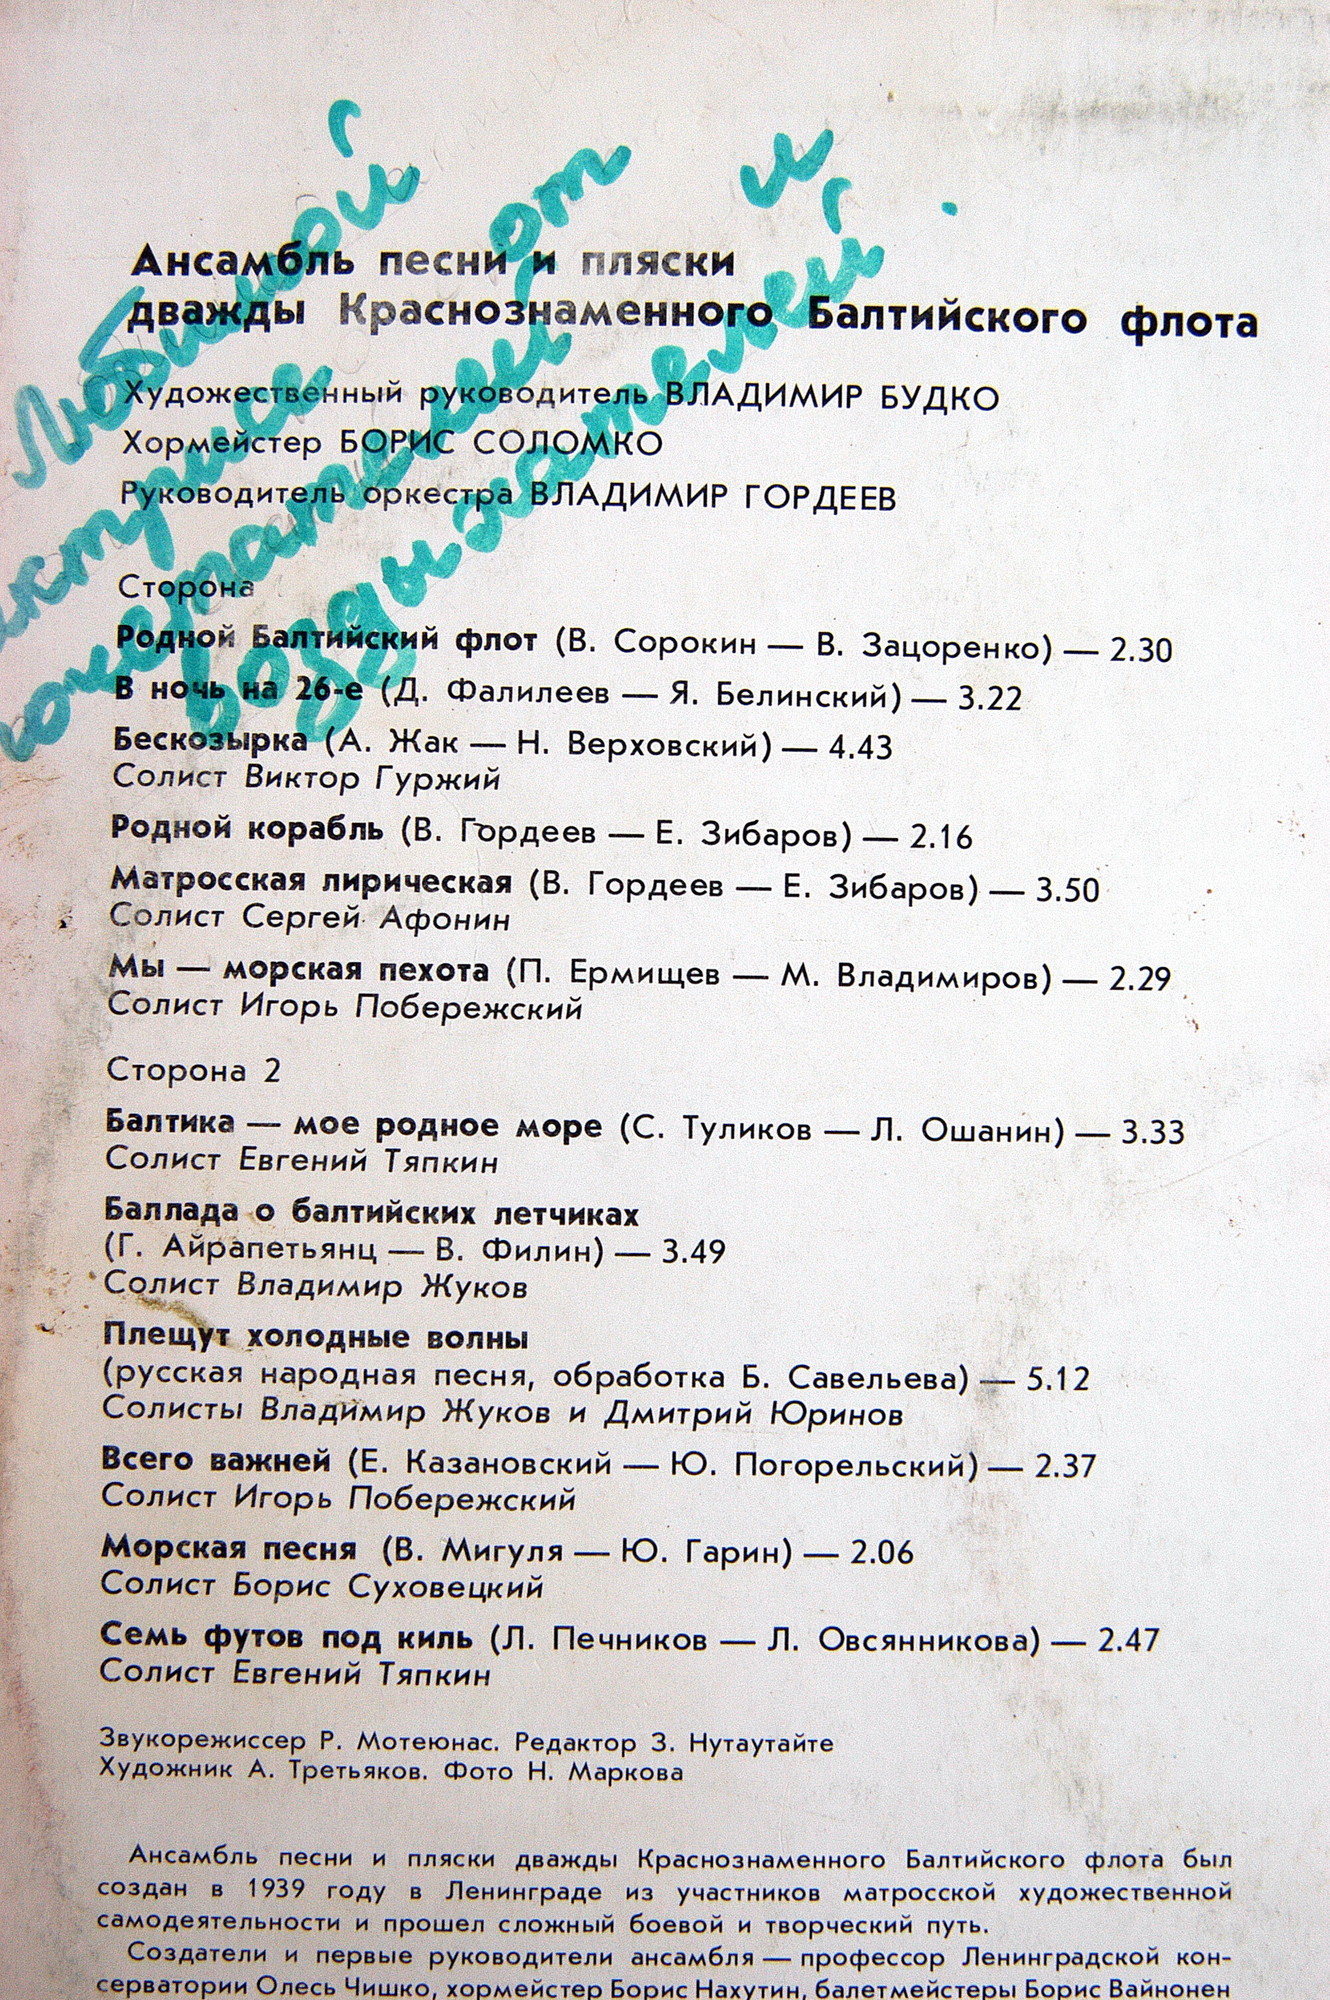 Любимой
актрисе от и
почитателей
воздыхателей.
Ансамбль песни и пляски
дважды Краснознаменного Балтийского флота
Художественный руководитель ВЛАДИМИР БУДКО
Хормейстер БОРИС СОЛОМКО
Руководитель оркестра ВЛАДИМИР ГОРДЕЕВ
Сторона
Родной Балтийский флот (В. Сорокин — В. Зацоренко) — 2.30
В ночь на 26-е (Д. Фалилеев — Я. Белинский) — 3.22
Бескозырка (А. Жак — Н. Верховский) — 4.43
Солист Виктор Гуржий
Родной корабль (В. Гордеев — Е. Зибаров) — 2.16
Матросская лирическая (В. Гордеев — Е. Зибаров) — 3.50
Солист Сергей Афонин
Мы — морская пехота (П. Ермищев — М. Владимиров) — 2.29
Солист Игорь Побережский
Сторона 2
Балтика — мое родное море (С. Туликов — Л. Ошанин) — 3.33
Солист Евгений Тяпкин
Баллада о балтийских летчиках
(Г. Айрапетьянц — В. Филин) — 3.49
Солист Владимир Жуков
Плещут холодные волны
(русская народная песня, обработка Б. Савельева) — 5.12
Солисты Владимир Жуков и Дмитрий Юринов
Всего важней (Е. Казановский — Ю. Погорельский) — 2.37
Солист Игорь Побережский
Морская песня (В. Мигуля — Ю. Гарин) — 2.06
Солист Борис Суховецкий
Семь футов под киль (Л. Печников — Л. Овсянникова) — 2.47
Солист Евгений Тяпкин
Звукорежиссер Р. Мотеюнас. Редактор З. Нутаутайте
Художник А. Третьяков. Фото Н. Маркова
Ансамбль песни и пляски дважды Краснознаменного Балтийского флота был
создан в 1939 году в Ленинграде из участников матросской художественной
самодеятельности и прошел сложный боевой и творческий путь.
Создатели и первые руководители ансамбля — профессор Ленинградской кон-
серватории Олесь Чишко, хормейстер Борис Нахутин, балетмейстеры Борис Вайнонен